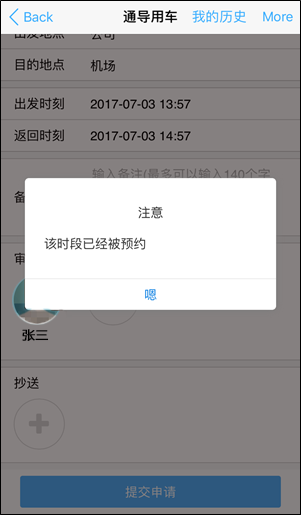 Back 通导用车 我的历史 More
出发地点 公司
目的地点 机场
出发时刻 2017-07-03 13:57
返回时刻 2017-07-03 14:57
输入备注(最多可以输入140个字
备
注意
该时段已经被预约
嗯
审
张三
抄送
提交申请